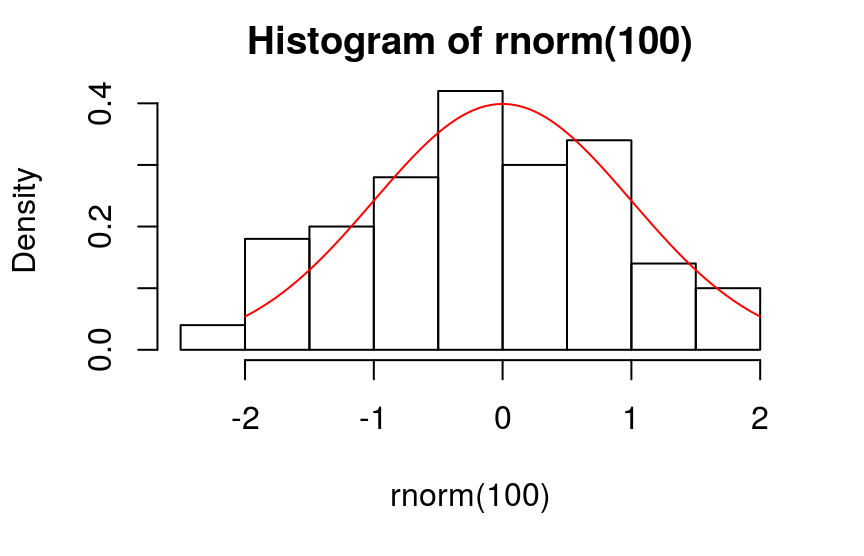 Histogram of rnorm(100)
Density
0.4
0.2
0.0
-2 -1 0 1 2
rnorm(100)